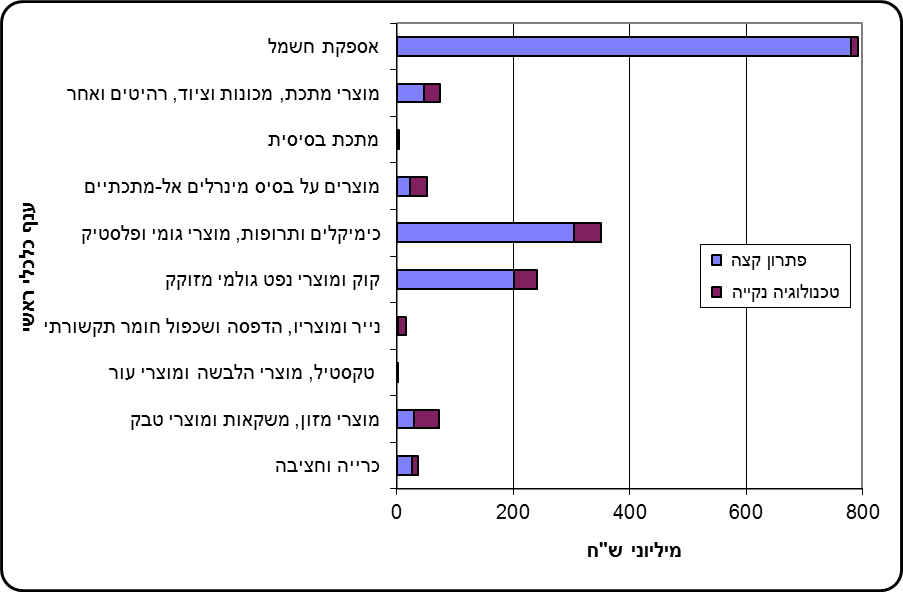 אספקת חשמל
מוצרי מתכת, מכונות וציוד, רהיטים ואחר
מתכת בסיסית
מוצרים על בסיס מינרלים אל-מתכתיים
כימיקלים ותרופות, מוצרי גומי ופלסטיק
קוק ומוצרי נפט גולמי מזוקק
נייר ומוצריו, הדפסה ושכפול חומר תקשורתי
טקסטיל, מוצרי הלבשה ומוצרי עור
מוצרי מזון, משקאות ומוצרי טבק
כרייה וחציבה
ענף כלכלי ראשי
פתרון קצה
טכנולוגיה נקייה
0 200 400 600 800
מיליוני ש"ח